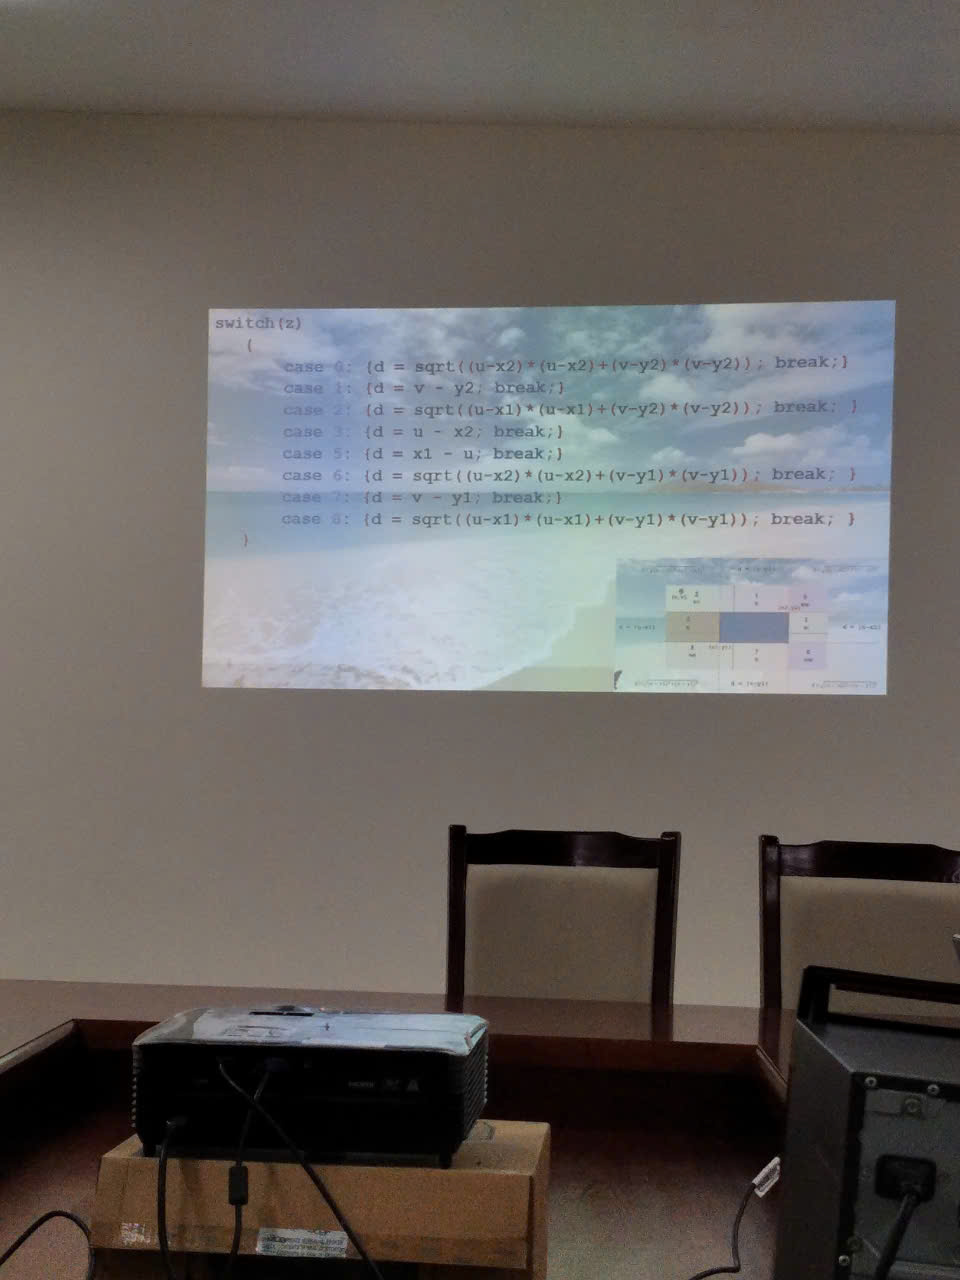 switch(z)
{
case 0: {d = sqrt((u-x2)*(u-x2)+(v-y2)*(v-y2)); break;}
case 1: {d = v - y2; break;}
case 2: {d = sqrt((u-x1)*(u-x1)+(v-y2)*(v-y2)); break; }
case 3: {d = u - x2; break;}
case 5: {d = x1 - u; break;}
case 6: {d = sqrt((u-x2)*(u-x2)+(v-y1)*(v-y1)); break; }
case 7: {d = v - y1; break;}
case 8: {d = sqrt((u-x1)*(u-x1)+(v-y1)*(v-y1)); break; }
}